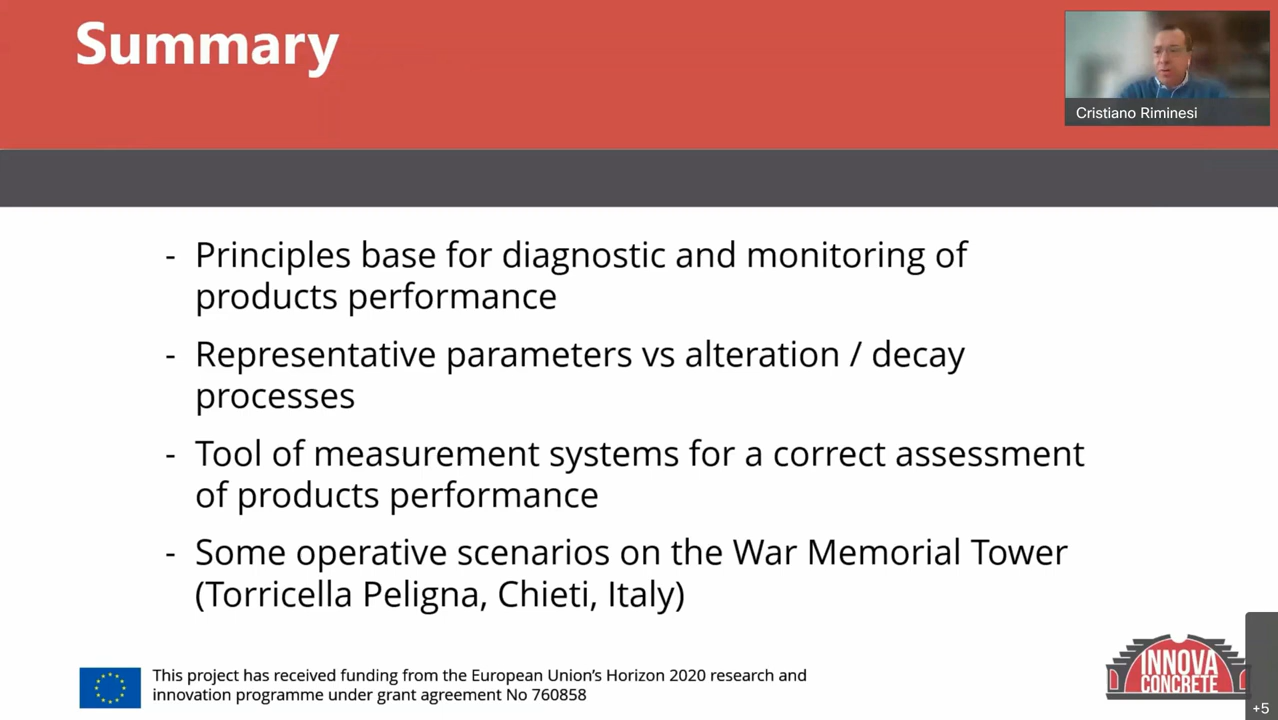 Summary
Cristiano Riminesi
- Principles base for diagnostic and monitoring of
products performance
- Representative parameters vs alteration / decay
processes
- Tool of measurement systems for a correct assessment
of products performance
- Some operative scenarios on the War Memorial Tower
(Torricella Peligna, Chieti, Italy)
This project has received funding from the European Union’s Horizon 2020 research and
innovation programme under grant agreement No 760858
INNOVA
CONCRETE
+5